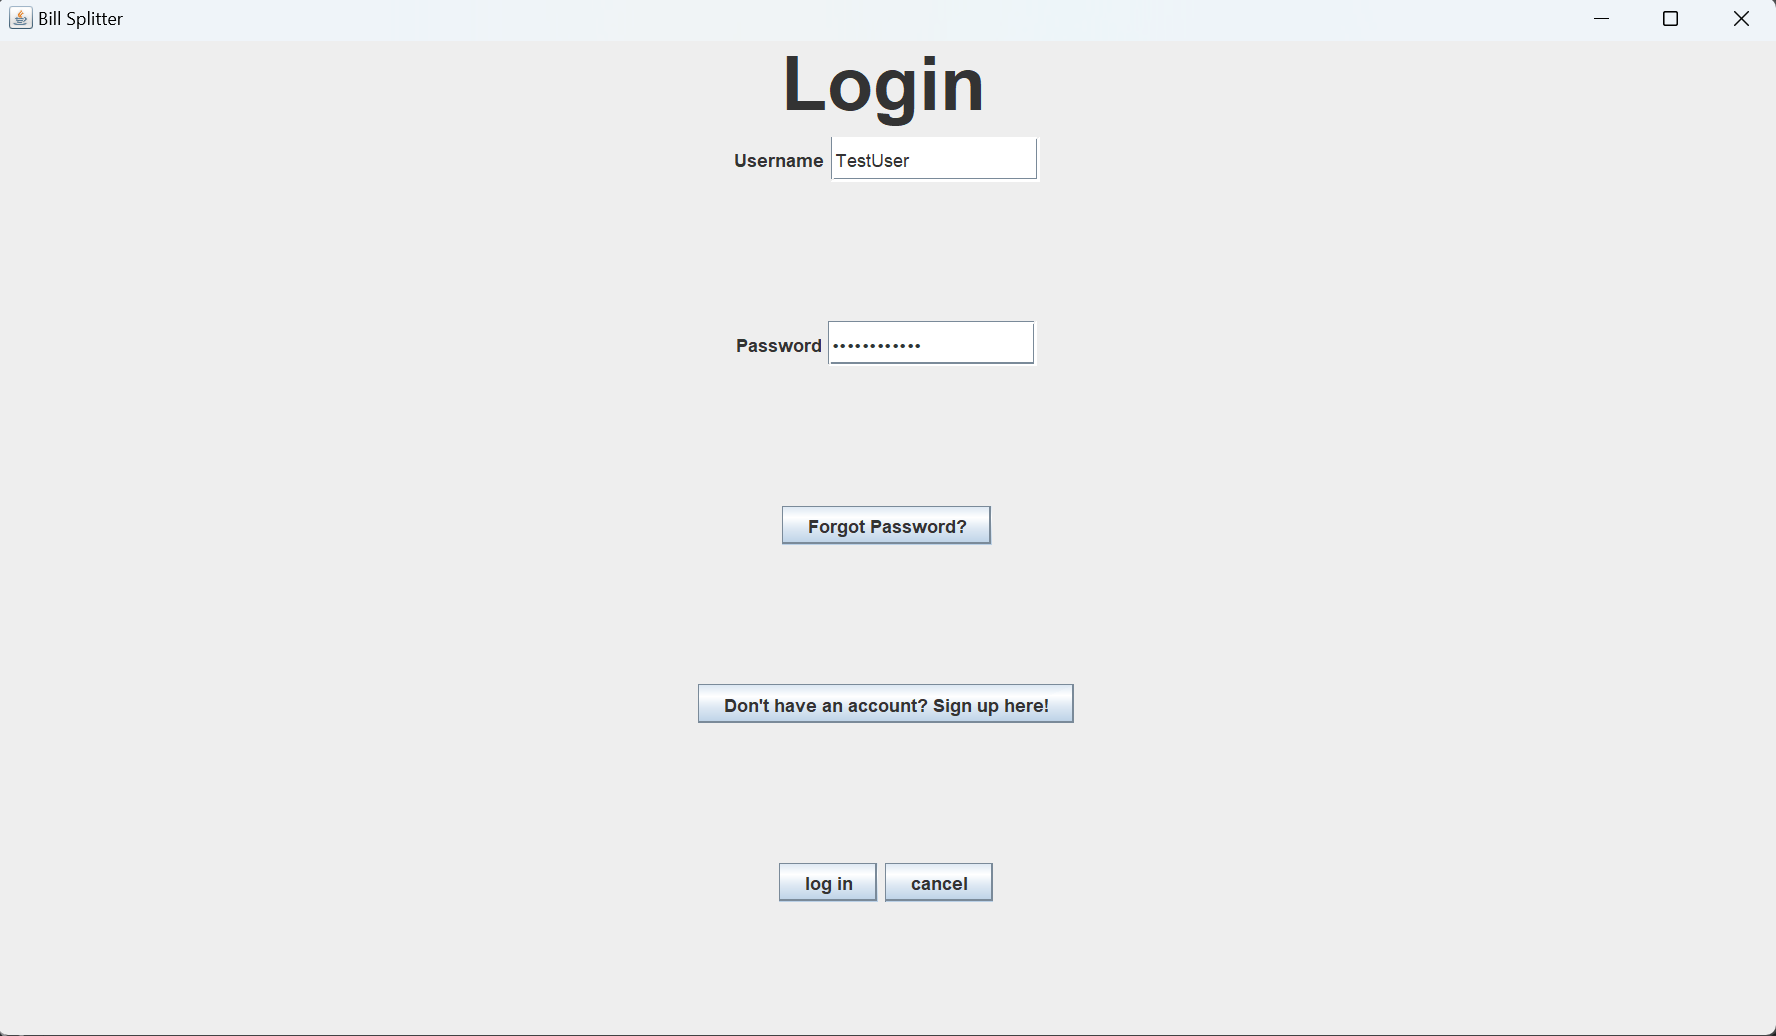 Bill Splitter
Login
Username TestUser
Password ••••••••••••
Forgot Password?
Don't have an account? Sign up here!
log in cancel